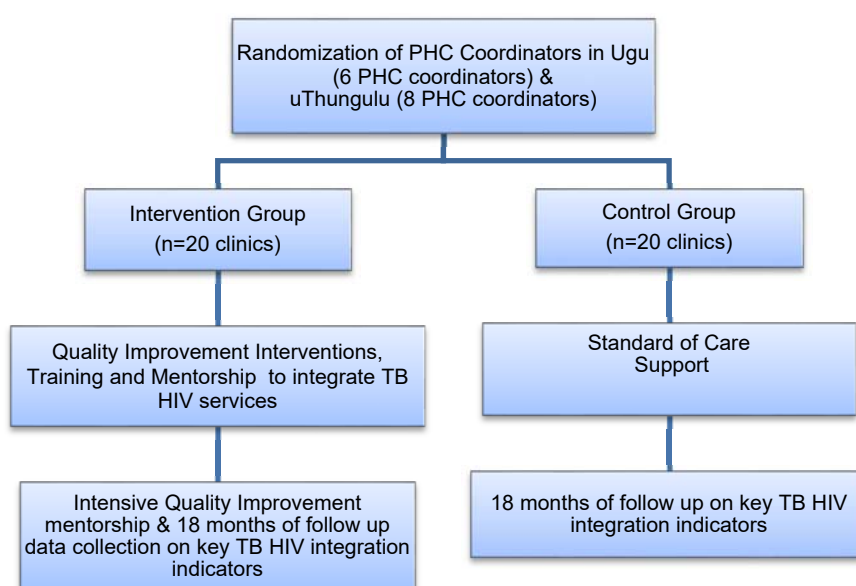 Randomization of PHC Coordinators in Ugu
(6 PHC coordinators) &
uThungulu (8 PHC coordinators)
Intervention Group
(n=20 clinics)
Control Group
(n=20 clinics)
Quality Improvement Interventions,
Training and Mentorship to integrate TB
HIV services
Standard of Care
Support
Intensive Quality Improvement
mentorship & 18 months of follow up
data collection on key TB HIV integration
indicators
18 months of follow up on key TB HIV
integration indicators